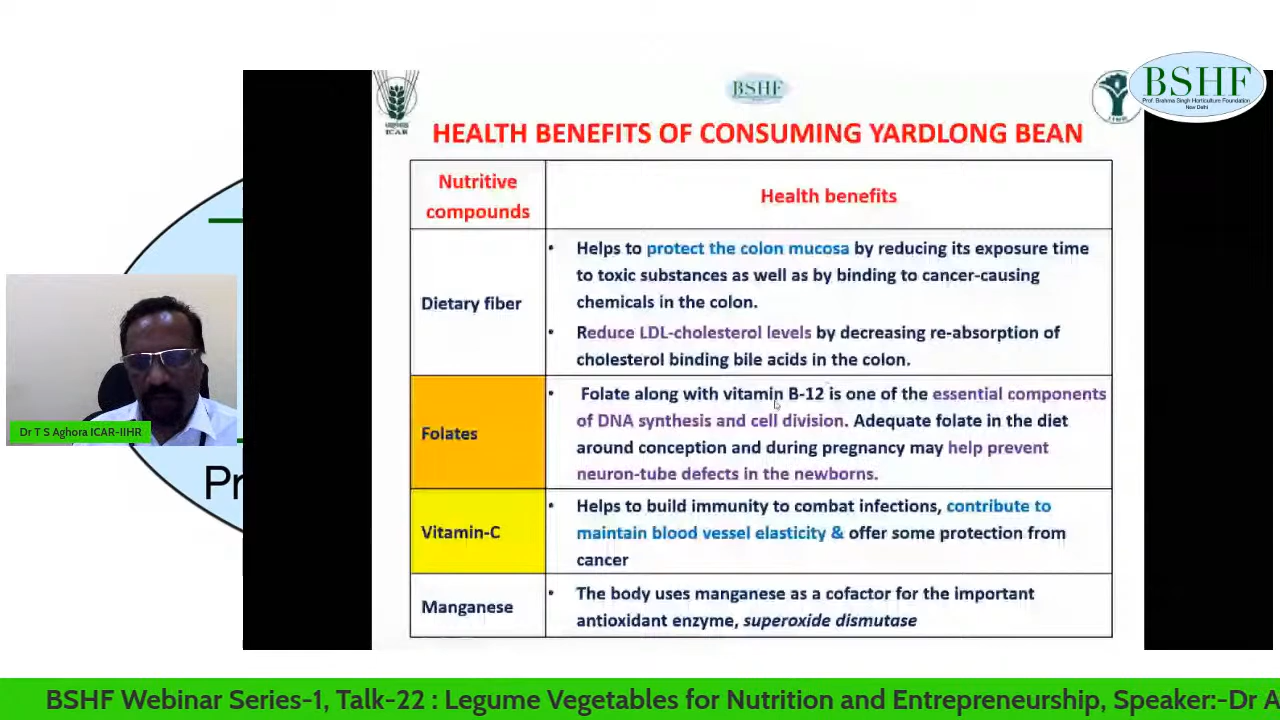 BSHF
Prof. Brahma Singh Horticulture Foundation
New Delhi
BSHF
ICAR
HEALTH BENEFITS OF CONSUMING YARDLONG BEAN
Nutritive
compounds
Health benefits
Dietary fiber
• Helps to protect the colon mucosa by reducing its exposure time
to toxic substances as well as by binding to cancer-causing
chemicals in the colon.
• Reduce LDL-cholesterol levels by decreasing re-absorption of
cholesterol binding bile acids in the colon.
Folates
• Folate along with vitamin B-12 is one of the essential components
of DNA synthesis and cell division. Adequate folate in the diet
around conception and during pregnancy may help prevent
neuron-tube defects in the newborns.
Vitamin-C
• Helps to build immunity to combat infections, contribute to
maintain blood vessel elasticity & offer some protection from
cancer
Manganese
• The body uses manganese as a cofactor for the important
antioxidant enzyme, superoxide dismutase
Dr T S Aghora ICAR-IIHR
Pr
BSHF Webinar Series-1, Talk-22 : Legume Vegetables for Nutrition and Entrepreneurship, Speaker:-Dr A